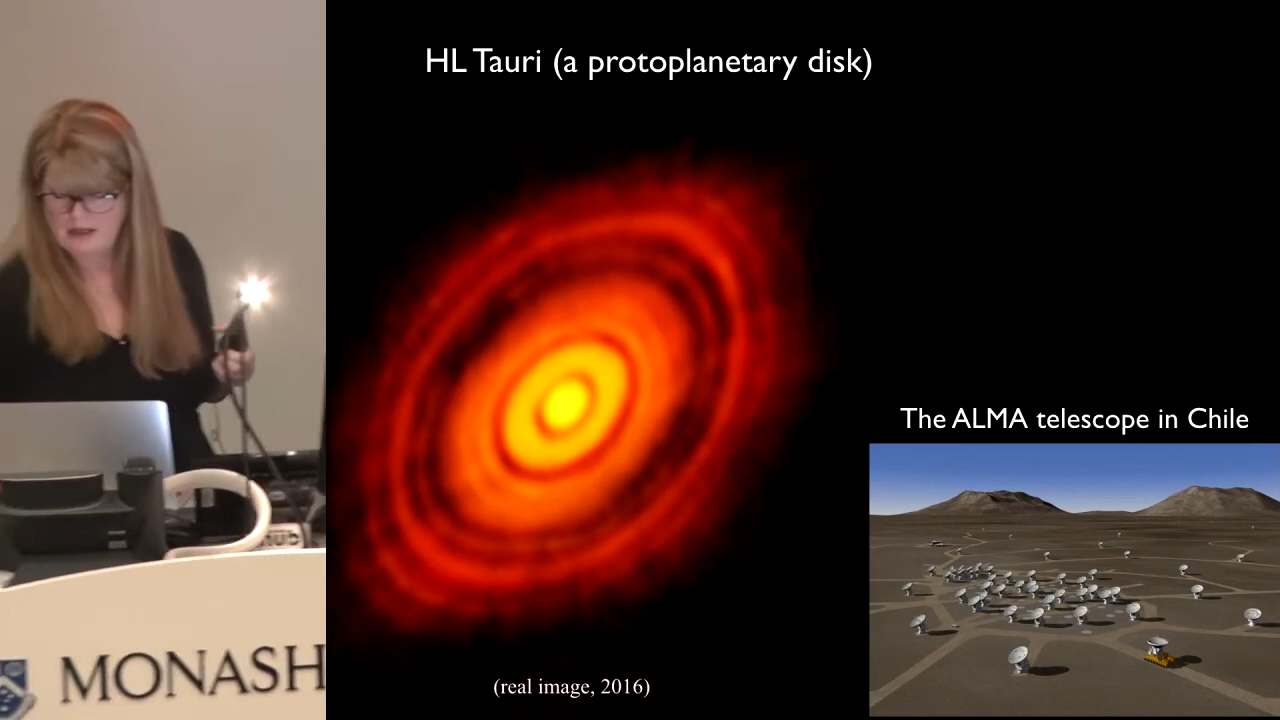 HL Tauri (a protoplanetary disk)
The ALMA telescope in Chile
(real image, 2016)
MONASH